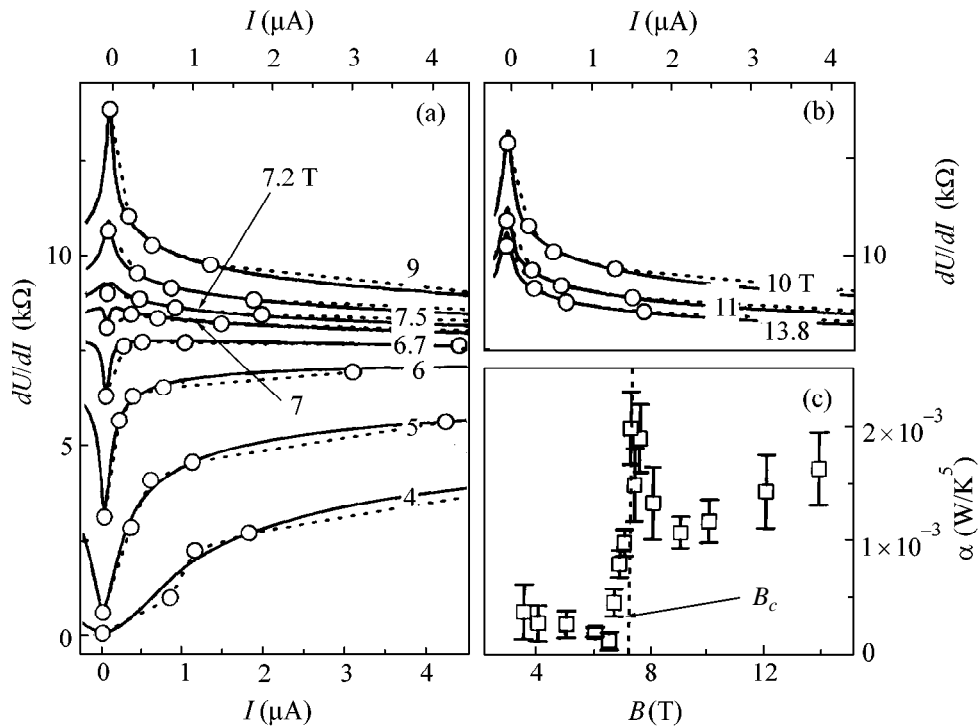 I (μA)
I (μA)
0 1 2 3 4
0 1 2 3 4
(a)
(b)
7.2 T
dU/dI (kΩ)
10
5
0
9
7.5
6.7
7
6
5
4
10 T
11
13.8
10
dU/dI (kΩ)
(c)
2×10⁻³
1×10⁻³
0
α (W/K⁵)
B_c
0 1 2 3 4
I (μA)
4 8 12
B (T)